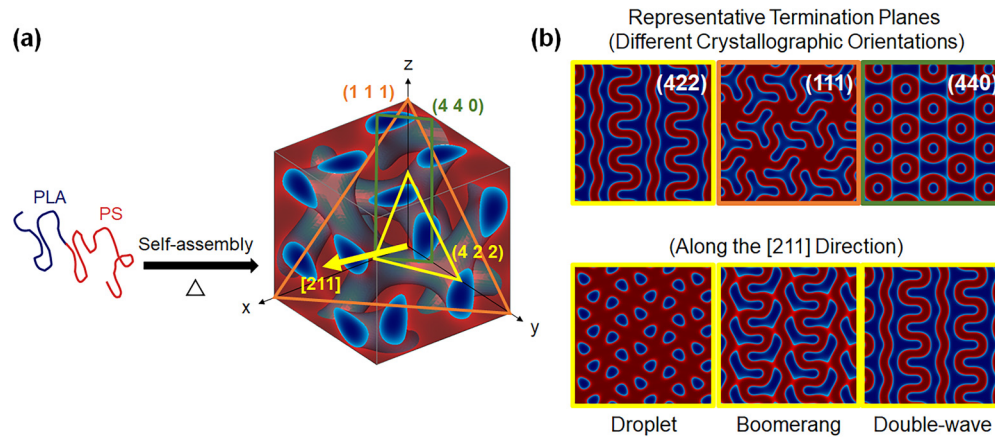 (a)
PLA
PS
Self-assembly
△
z
(1 1 1)
(4 4 0)
(4 2 2)
[211]
x
y
(b)
Representative Termination Planes
(Different Crystallographic Orientations)
(422)
(111)
(440)
(Along the [211] Direction)
Droplet
Boomerang
Double-wave